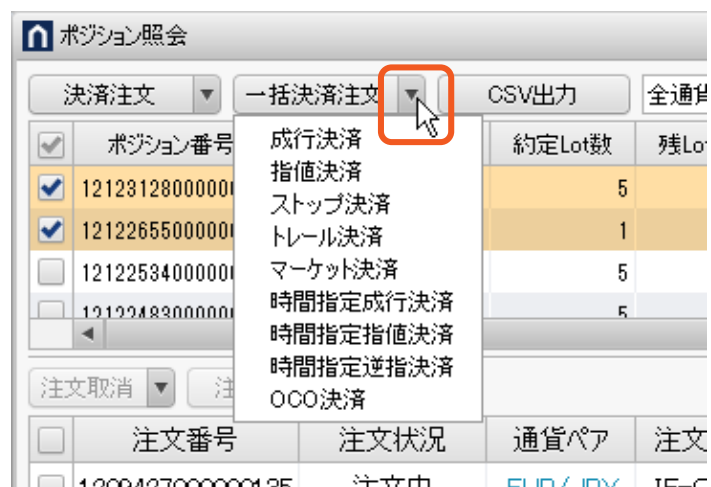 ポジション照会
決済注文 一括決済注文 CSV出力 全通貨
ポジション番号 約定Lot数 残Lo
5
1
5
5
成行決済
指値決済
ストップ決済
トレール決済
マーケット決済
時間指定成行決済
時間指定指値決済
時間指定逆指決済
OCO決済
注文取消 注
注文番号 注文状況 通貨ペア 注文
注文中 EUR/JPY